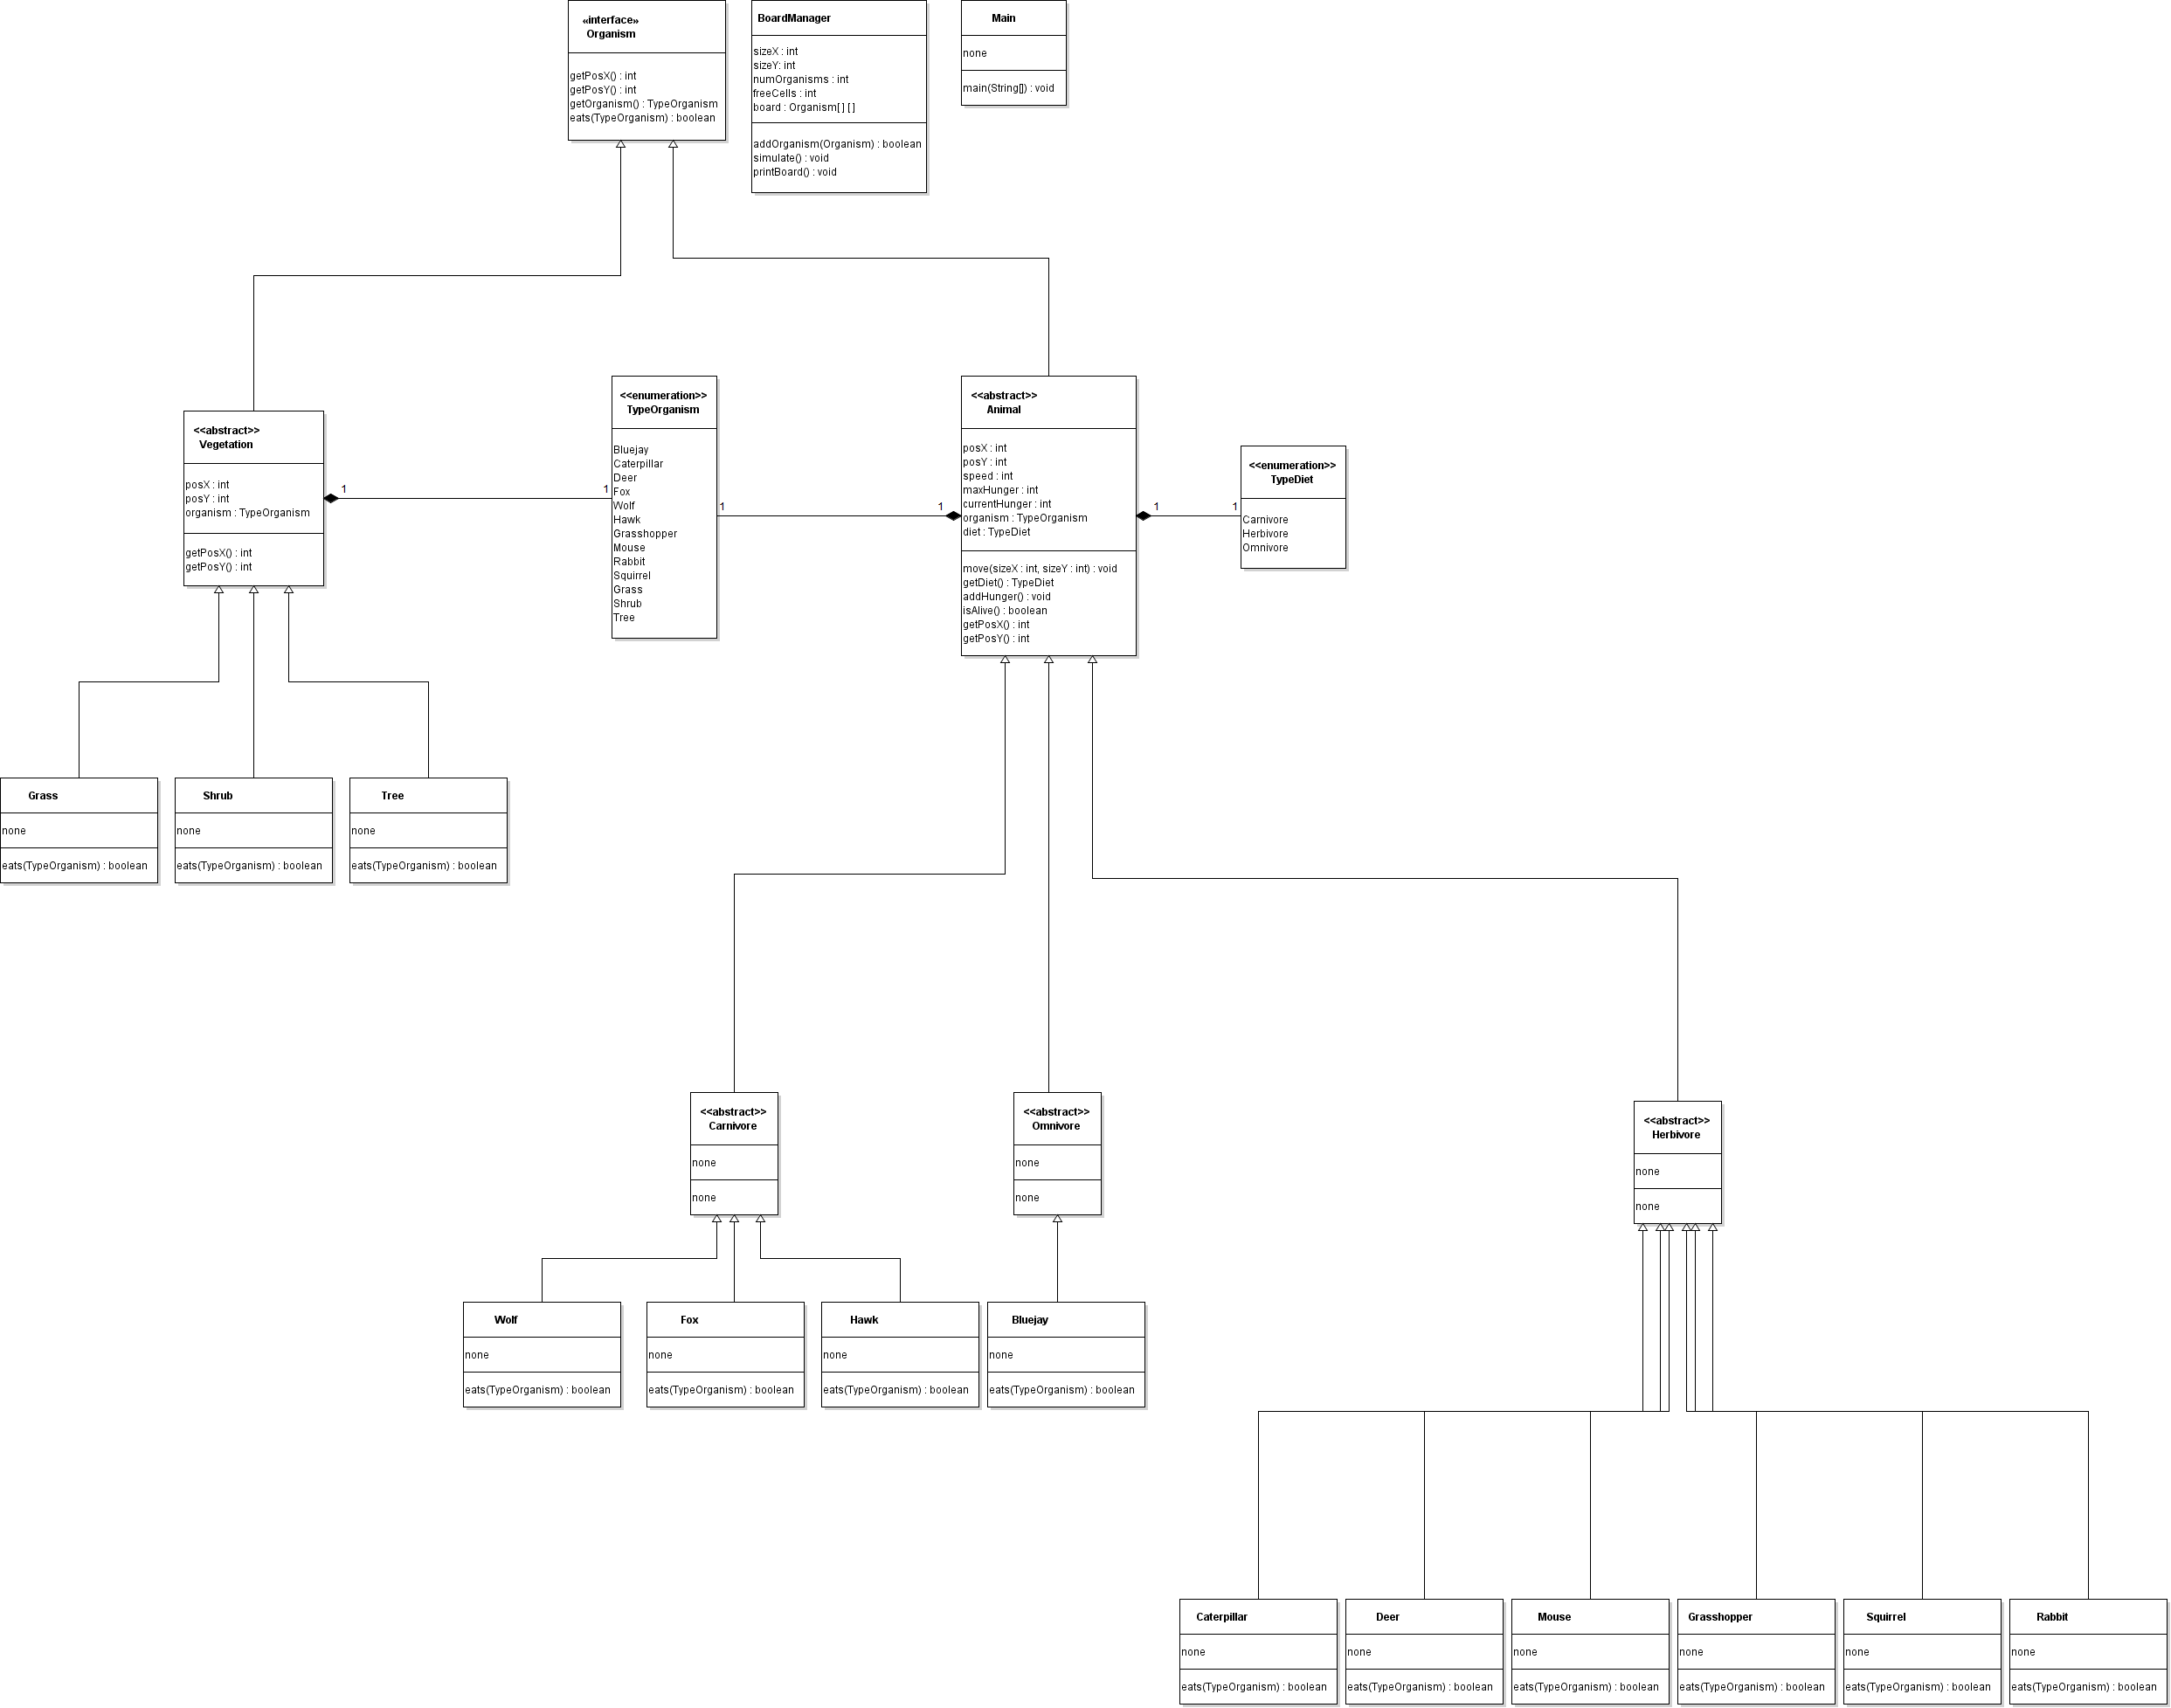 «interface»
Organism
getPosX() : int
getPosY() : int
getOrganism() : TypeOrganism
eats(TypeOrganism) : boolean
BoardManager
sizeX : int
sizeY: int
numOrganisms : int
freeCells : int
board : Organism[ ] [ ]
addOrganism(Organism) : boolean
simulate() : void
printBoard() : void
Main
none
main(String[]) : void
<<abstract>>
Vegetation
posX : int
posY : int
organism : TypeOrganism
getPosX() : int
getPosY() : int
1
1
<<enumeration>>
TypeOrganism
Bluejay
Caterpillar
Deer
Fox
Wolf
Hawk
Grasshopper
Mouse
Rabbit
Squirrel
Grass
Shrub
Tree
1
1
<<abstract>>
Animal
posX : int
posY : int
speed : int
maxHunger : int
currentHunger : int
organism : TypeOrganism
diet : TypeDiet
move(sizeX : int, sizeY : int) : void
getDiet() : TypeDiet
addHunger() : void
isAlive() : boolean
getPosX() : int
getPosY() : int
1
1
<<enumeration>>
TypeDiet
Carnivore
Herbivore
Omnivore
Grass
none
eats(TypeOrganism) : boolean
Shrub
none
eats(TypeOrganism) : boolean
Tree
none
eats(TypeOrganism) : boolean
<<abstract>>
Carnivore
none
none
<<abstract>>
Omnivore
none
none
<<abstract>>
Herbivore
none
none
Wolf
none
eats(TypeOrganism) : boolean
Fox
none
eats(TypeOrganism) : boolean
Hawk
none
eats(TypeOrganism) : boolean
Bluejay
none
eats(TypeOrganism) : boolean
Caterpillar
none
eats(TypeOrganism) : boolean
Deer
none
eats(TypeOrganism) : boolean
Mouse
none
eats(TypeOrganism) : boolean
Grasshopper
none
eats(TypeOrganism) : boolean
Squirrel
none
eats(TypeOrganism) : boolean
Rabbit
none
eats(TypeOrganism) : boolean